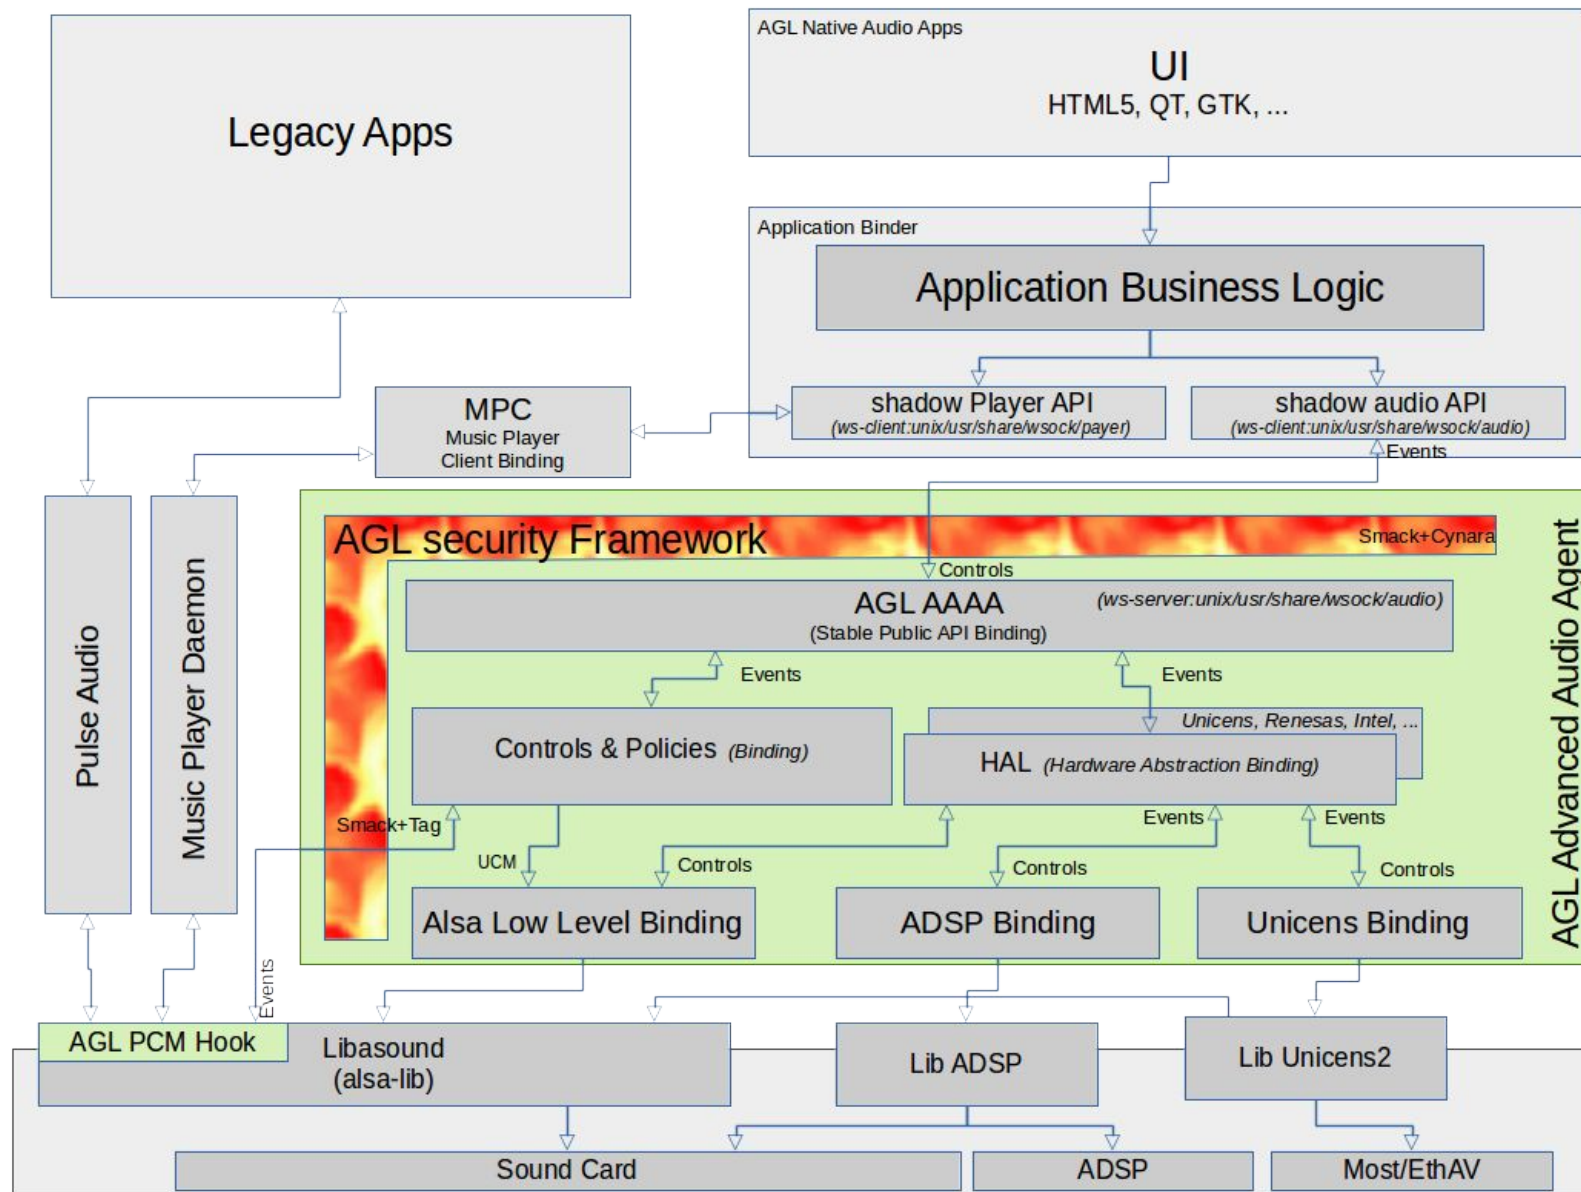 AGL Native Audio Apps
UI
HTML5, QT, GTK, ...
Legacy Apps
Application Binder
Application Business Logic
MPC
Music Player
Client Binding
shadow Player API
(ws-client:unix/usr/share/wsock/payer)
shadow audio API
(ws-client:unix/usr/share/wsock/audio)
Events
Pulse Audio
Music Player Daemon
AGL security Framework
Smack+Cynara
AGL Advanced Audio Agent
Controls
AGL AAAA
(ws-server:unix/usr/share/wsock/audio)
(Stable Public API Binding)
Events
Events
Controls & Policies (Binding)
Unicens, Renesas, Intel, ...
HAL (Hardware Abstraction Binding)
Smack+Tag
Events
Events
UCM
Controls
Controls
Controls
Alsa Low Level Binding
ADSP Binding
Unicens Binding
Events
AGL PCM Hook
Libasound
(alsa-lib)
Lib ADSP
Lib Unicens2
Sound Card
ADSP
Most/EthAV